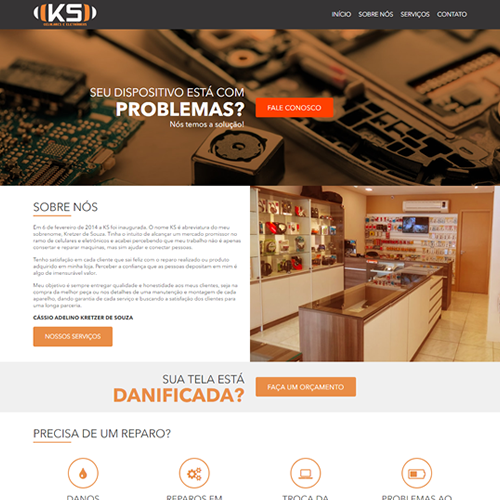 KS
INÍCIO SOBRE NÓS SERVIÇOS CONTATO
SEU DISPOSITIVO ESTÁ COM
PROBLEMAS?
Nós temos a solução!
FALE CONOSCO
SOBRE NÓS
Em 6 de fevereiro de 2014 a KS foi inaugurada. O nome KS é abreviatura do meu
sobrenome, Kretzer de Souza. Tinha o intuito de alcançar um mercado promissor no
ramo de celulares e eletrônicos e acabei percebendo que meu trabalho não é apenas
consertar e reparar maquinas, mas sim ajudar e conectar pessoas.
Tenho satisfação em cada cliente que sai feliz com o reparo realizado ou produto
adquirido em minha loja. Perceber a confiança que as pessoas depositam em mim é
algo de imensurável valor.
Meu objetivo é sempre entregar qualidade e honestidade aos meus clientes, seja na
compra da melhor peça ou nos detalhes de uma manutenção e montagem de cada
aparelho, dando garantia de cada serviço e buscando a satisfação dos clientes para
uma longa parceria.
CÁSSIO ADELINO KRETZER DE SOUZA
NOSSOS SERVIÇOS
SUA TELA ESTÁ
DANIFICADA?
FAÇA UM ORÇAMENTO
PRECISA DE UM REPARO?
DANOS REPAROS EM TROCA DA PROBLEMAS AO